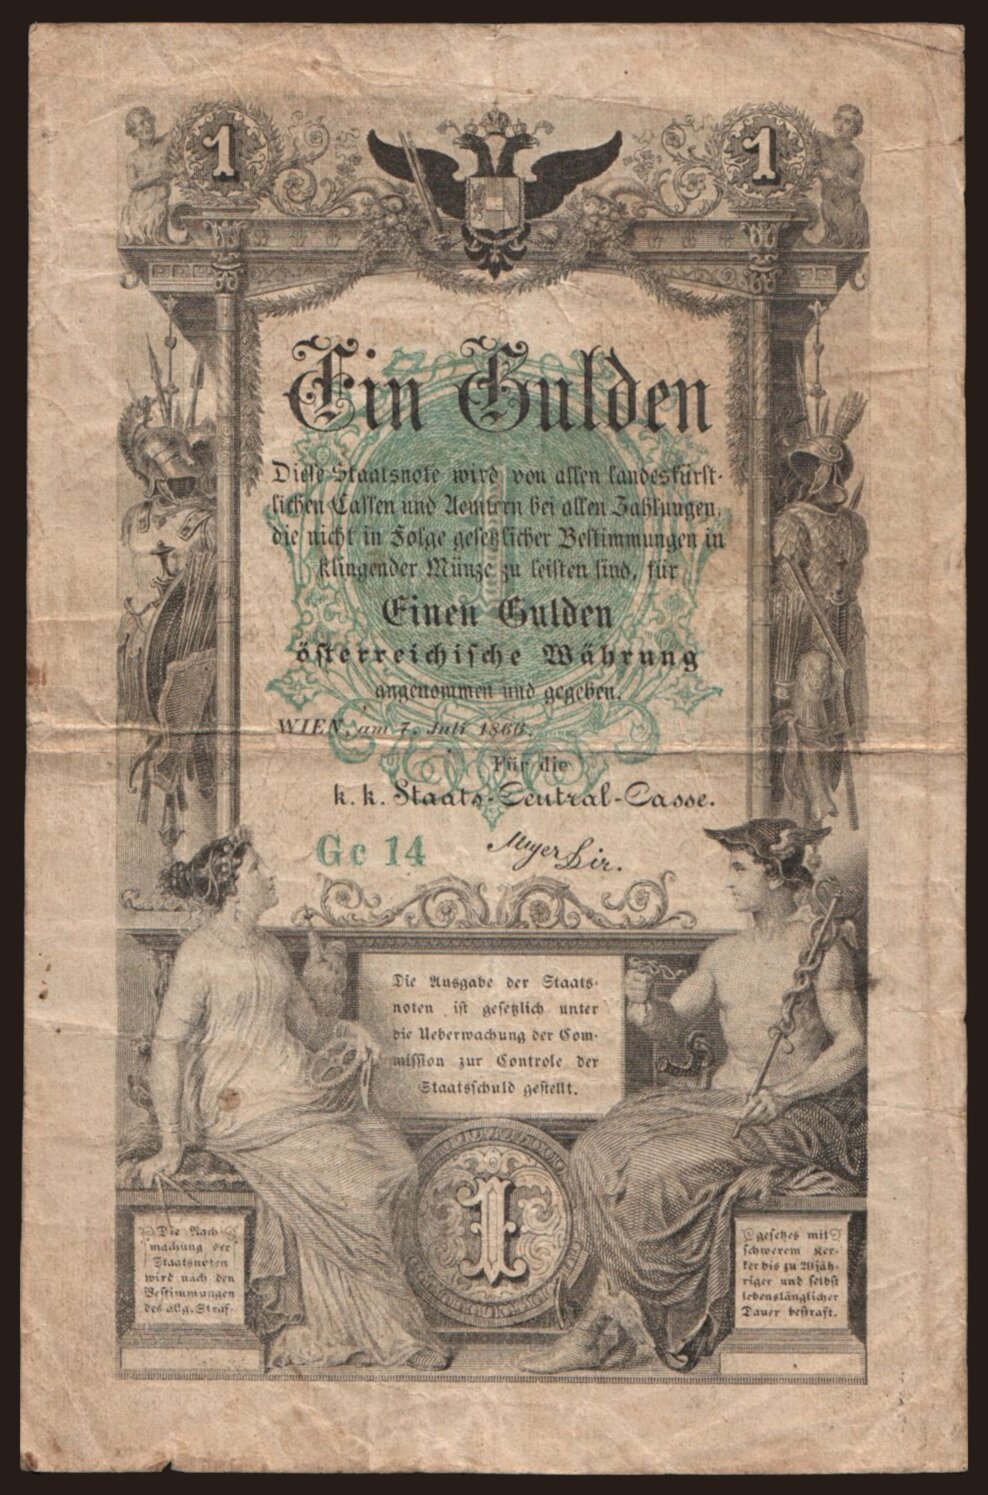 1 1
Ein Gulden
Diese Staatsnote wird von allen landesfürst-
lichen Cassen und Aemtern bei allen Zahlungen,
die nicht in Folge gesetzlicher Bestimmungen in
klingender Münze zu leisten sind, für
Einen Gulden
österreichische Währung
angenommen und gegeben.
WIEN, am 7. Juli 1866.
Für die
k. k. Staats-Central-Casse.
Gc 14
Die Ausgabe der Staats-
noten ist gesetzlich unter
die Ueberwachung der Com-
mission zur Controle der
Staatsschuld gestellt.
1
Die Nach-
machung der
Staatsnoten
wird nach den
Bestimmungen
des allg. Straf-
gesetzes mit
schwerem Ker-
ker bis zu 20jäh-
riger und selbst
lebenslänglicher
Dauer bestraft.